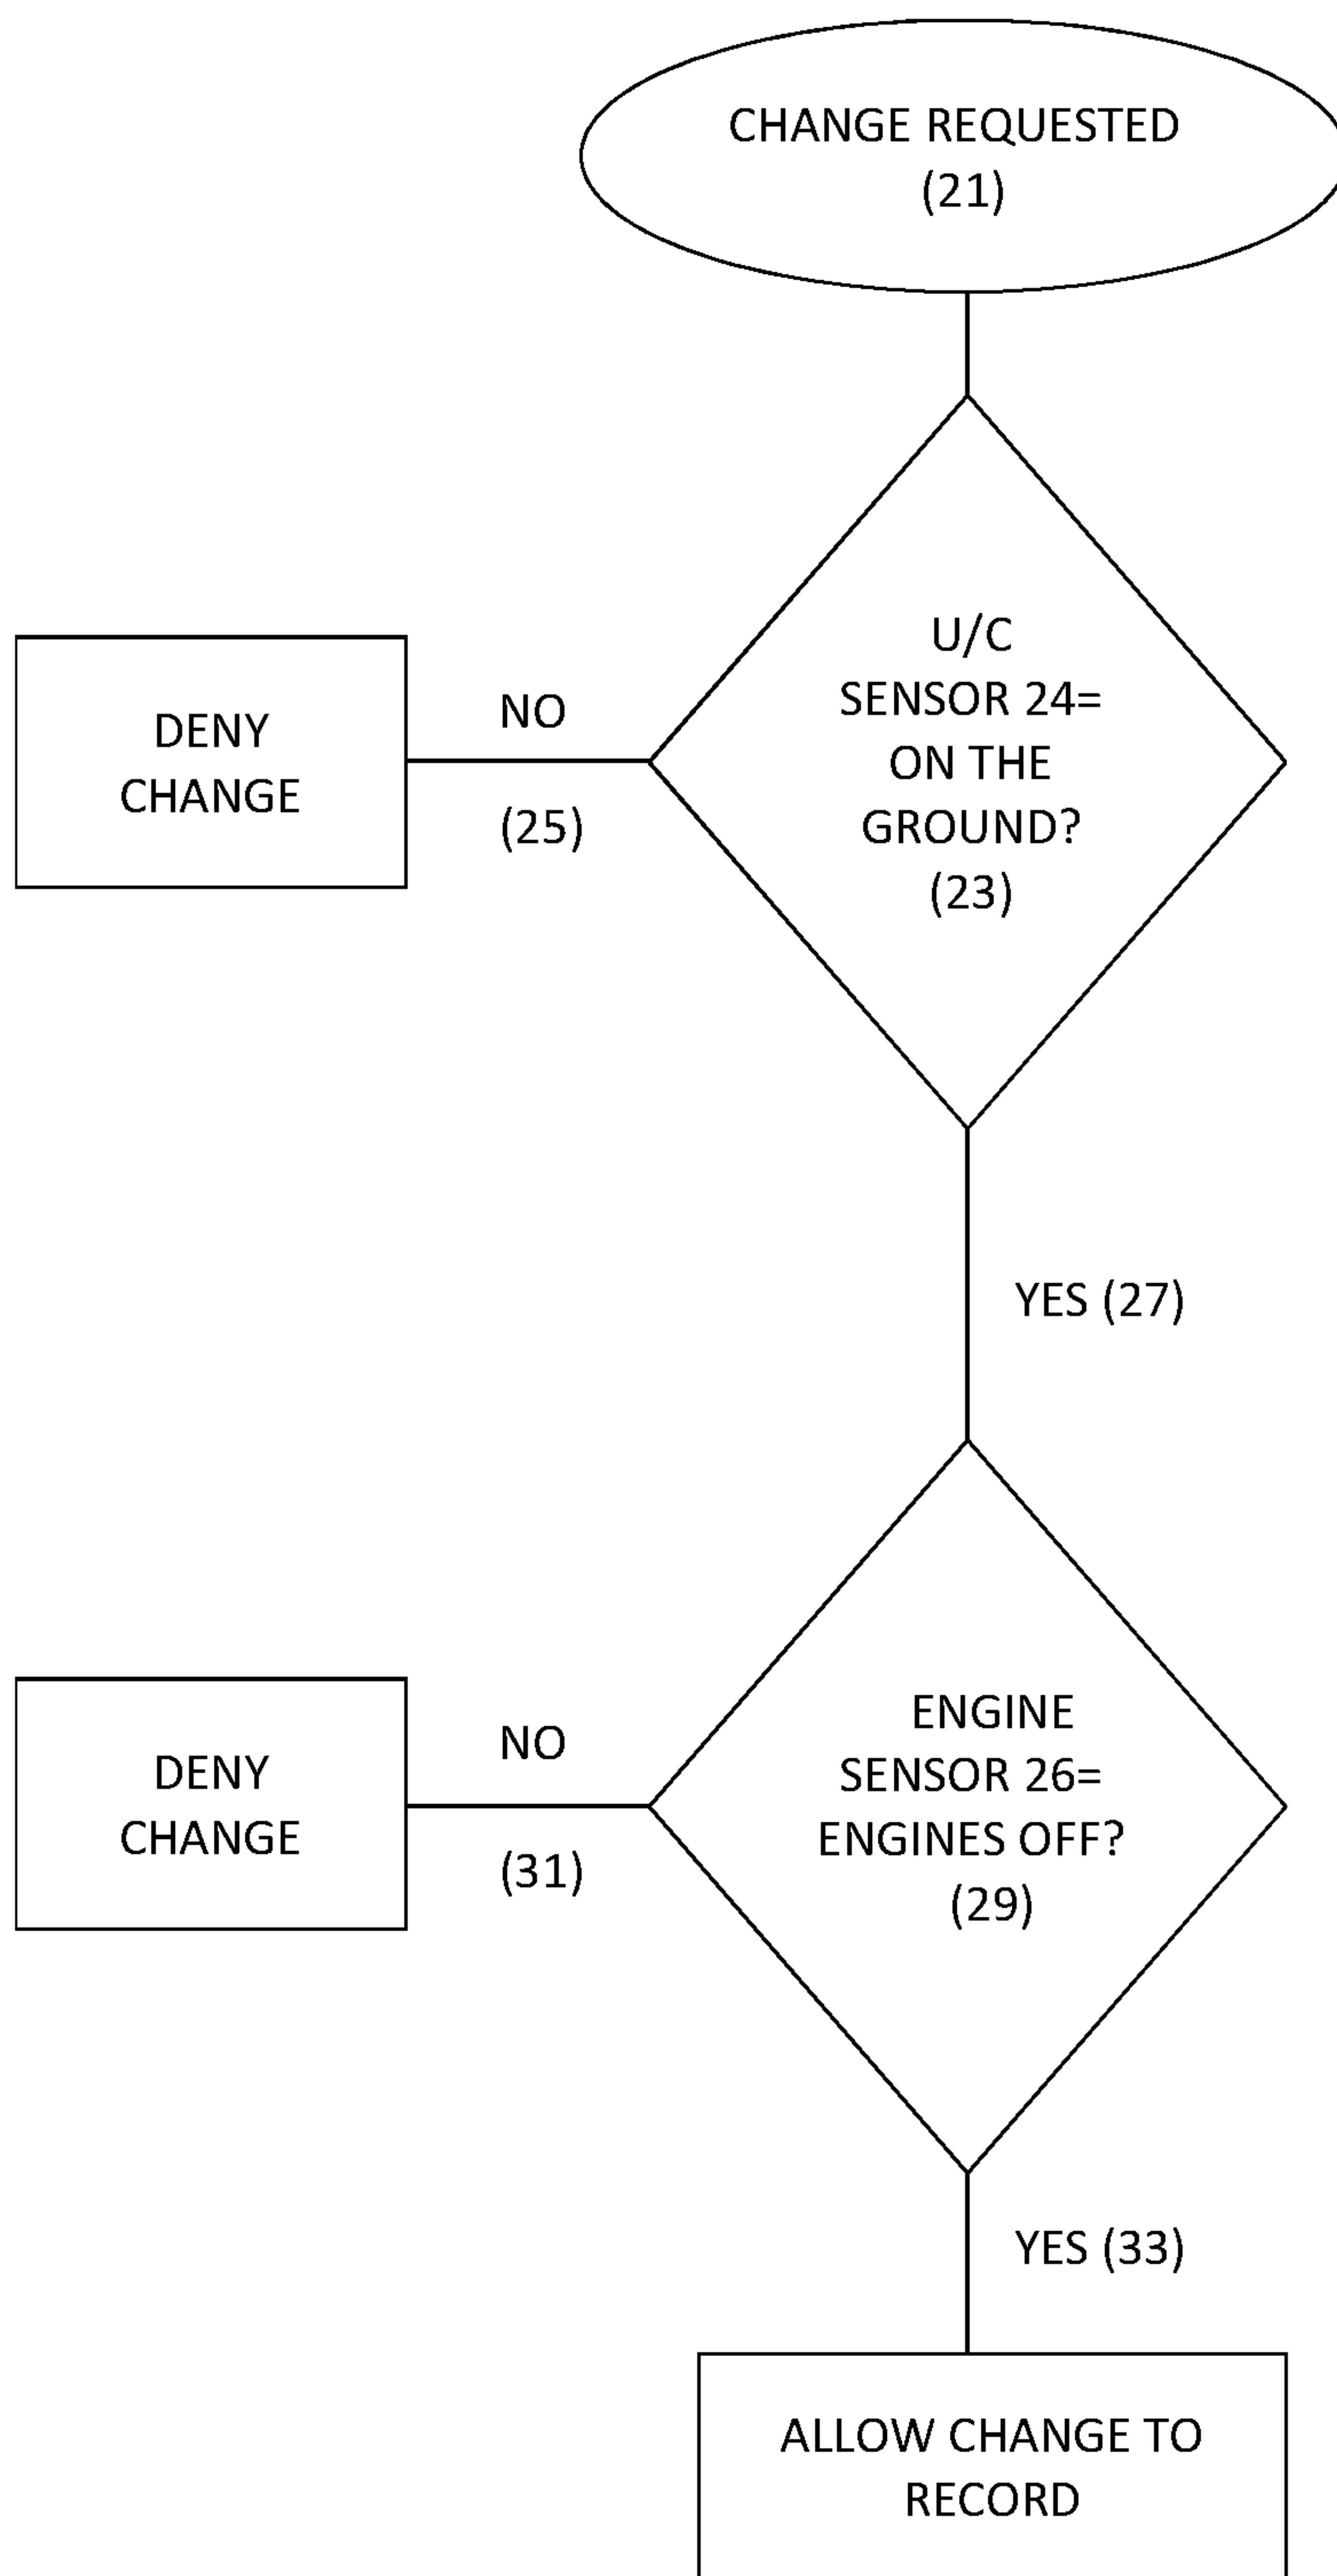 CHANGE REQUESTED
(21)
U/C
SENSOR 24=
ON THE
GROUND?
(23)
NO
(25)
DENY
CHANGE
YES (27)
ENGINE
SENSOR 26=
ENGINES OFF?
(29)
NO
(31)
DENY
CHANGE
YES (33)
ALLOW CHANGE TO
RECORD